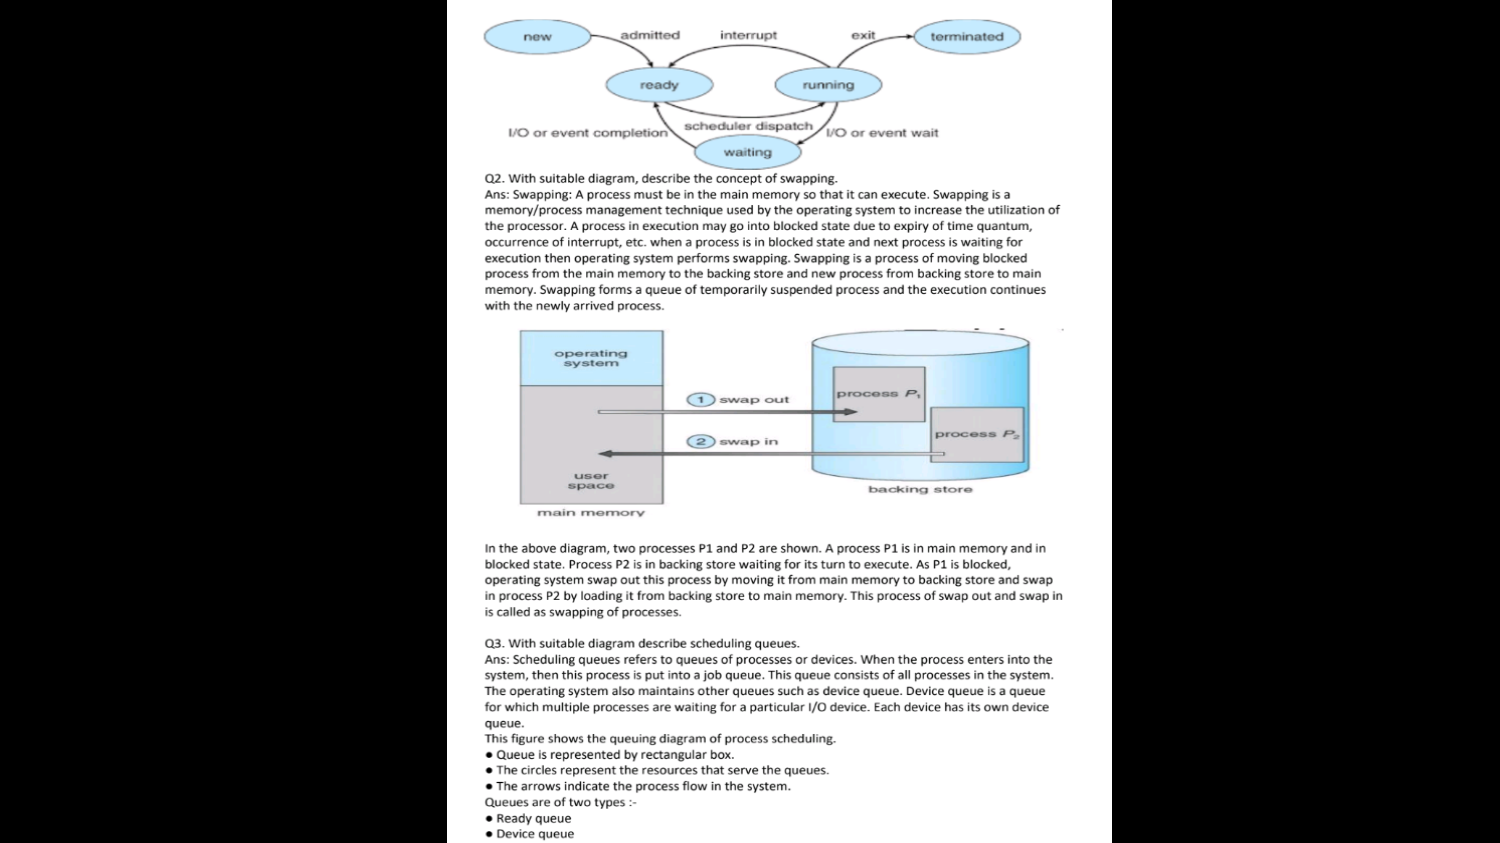 new
admitted
interrupt
exit
terminated
ready
running
I/O or event completion
scheduler dispatch
I/O or event wait
waiting
Q2. With suitable diagram, describe the concept of swapping.
Ans: Swapping: A process must be in the main memory so that it can execute. Swapping is a
memory/process management technique used by the operating system to increase the utilization of
the processor. A process in execution may go into blocked state due to expiry of time quantum,
occurrence of interrupt, etc. when a process is in blocked state and next process is waiting for
execution then operating system performs swapping. Swapping is a process of moving blocked
process from the main memory to the backing store and new process from backing store to main
memory. Swapping forms a queue of temporarily suspended process and the execution continues
with the newly arrived process.
operating
system
1 swap out
process P1
2 swap in
process P2
user
space
backing store
main memory
In the above diagram, two processes P1 and P2 are shown. A process P1 is in main memory and in
blocked state. Process P2 is in backing store waiting for its turn to execute. As P1 is blocked,
operating system swap out this process by moving it from main memory to backing store and swap
in process P2 by loading it from backing store to main memory. This process of swap out and swap in
is called as swapping of processes.
Q3. With suitable diagram describe scheduling queues.
Ans: Scheduling queues refers to queues of processes or devices. When the process enters into the
system, then this process is put into a job queue. This queue consists of all processes in the system.
The operating system also maintains other queues such as device queue. Device queue is a queue
for which multiple processes are waiting for a particular I/O device. Each device has its own device
queue.
This figure shows the queuing diagram of process scheduling.
● Queue is represented by rectangular box.
● The circles represent the resources that serve the queues.
● The arrows indicate the process flow in the system.
Queues are of two types :-
● Ready queue
● Device queue